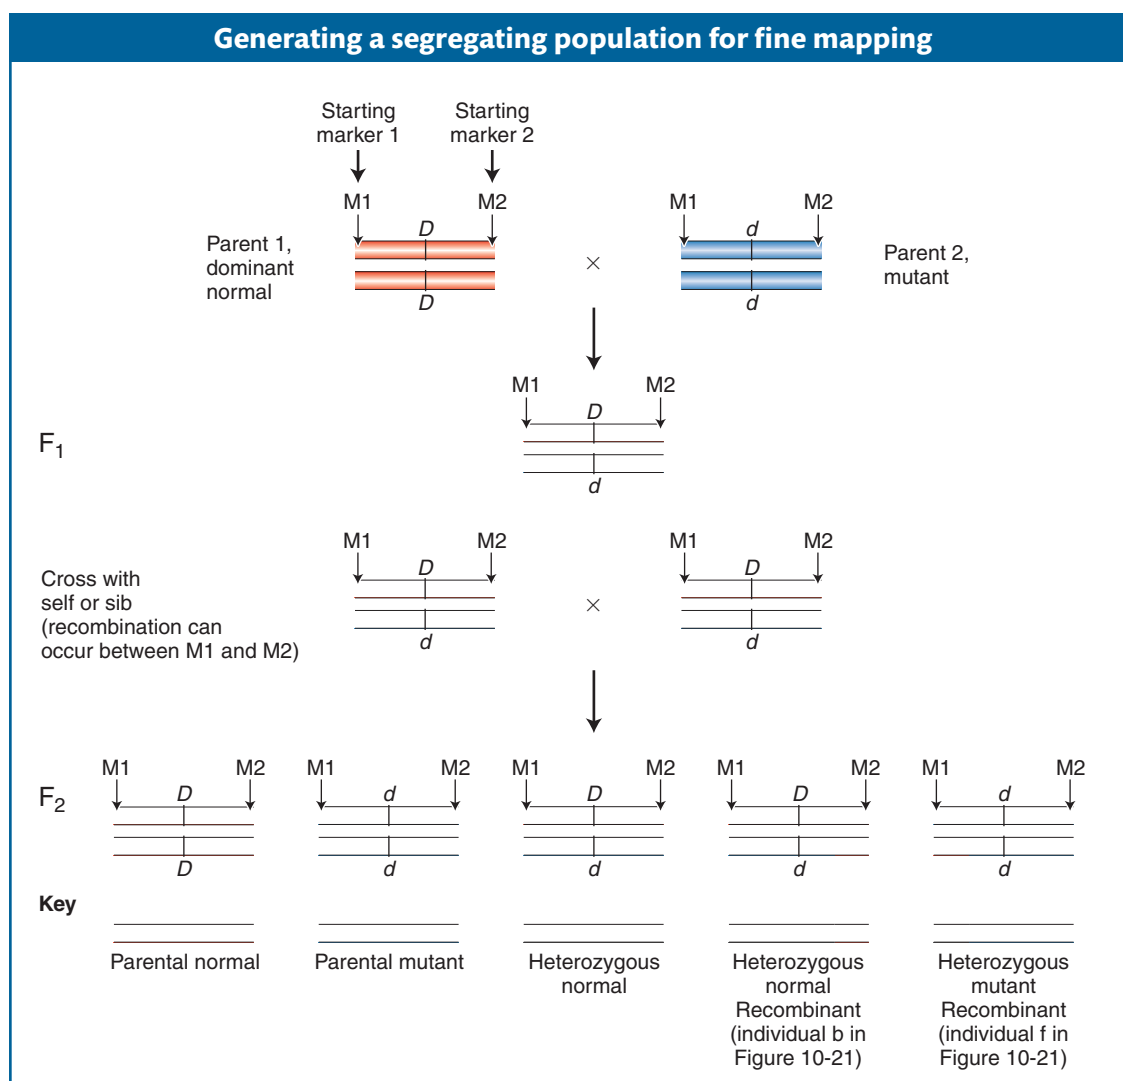 Generating a segregating population for fine mapping
Starting
marker 1
Starting
marker 2
M1
M2
M1
M2
D
d
Parent 1,
dominant
normal
×
Parent 2,
mutant
D
d
M1
M2
D
F1
d
M1
M2
M1
M2
D
D
Cross with
self or sib
(recombination can
occur between M1 and M2)
×
d
d
M1
M2
M1
M2
M1
M2
M1
M2
M1
M2
F2
D
d
D
D
d
D
d
d
d
d
Key
Parental normal
Parental mutant
Heterozygous
normal
Heterozygous
normal
Recombinant
(individual b in
Figure 10-21)
Heterozygous
mutant
Recombinant
(individual f in
Figure 10-21)